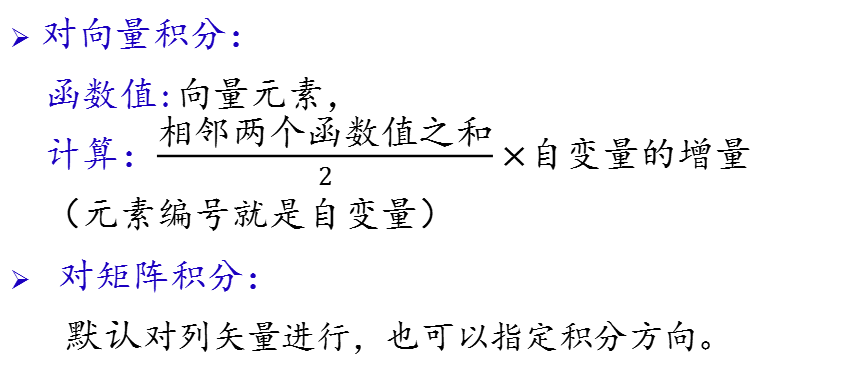 ➢ 对向量积分：
函数值：向量元素，
计算：相邻两个函数值之和/2×自变量的增量
（元素编号就是自变量）
➢ 对矩阵积分：
默认对列矢量进行，也可以指定积分方向。